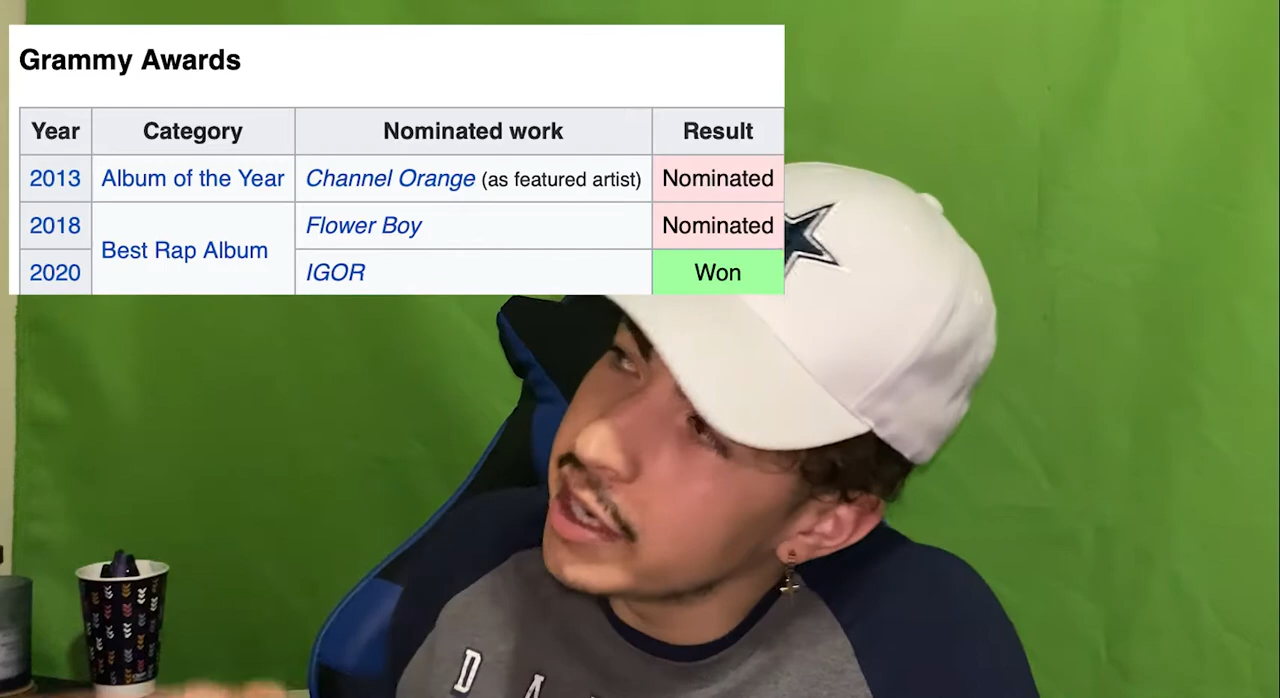 Grammy Awards
Year Category Nominated work Result
2013 Album of the Year Channel Orange (as featured artist) Nominated
2018 Best Rap Album Flower Boy Nominated
2020 IGOR Won
D A